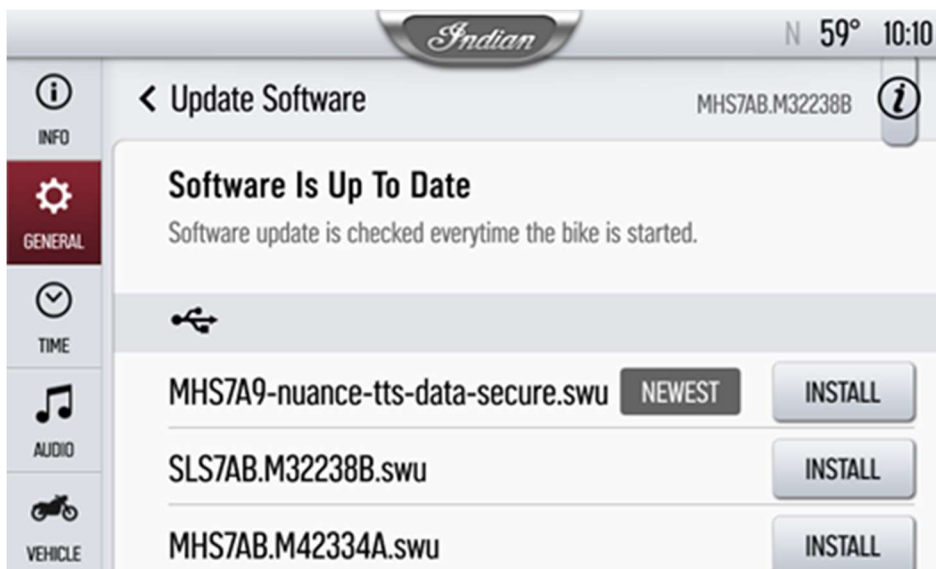 Indian
N 59° 10:10
INFO
< Update Software
MHS7AB.M32238B
i
GENERAL
Software Is Up To Date
Software update is checked everytime the bike is started.
TIME
MHS7A9-nuance-tts-data-secure.swu NEWEST INSTALL
AUDIO
SLS7AB.M32238B.swu INSTALL
VEHICLE
MHS7AB.M42334A.swu INSTALL